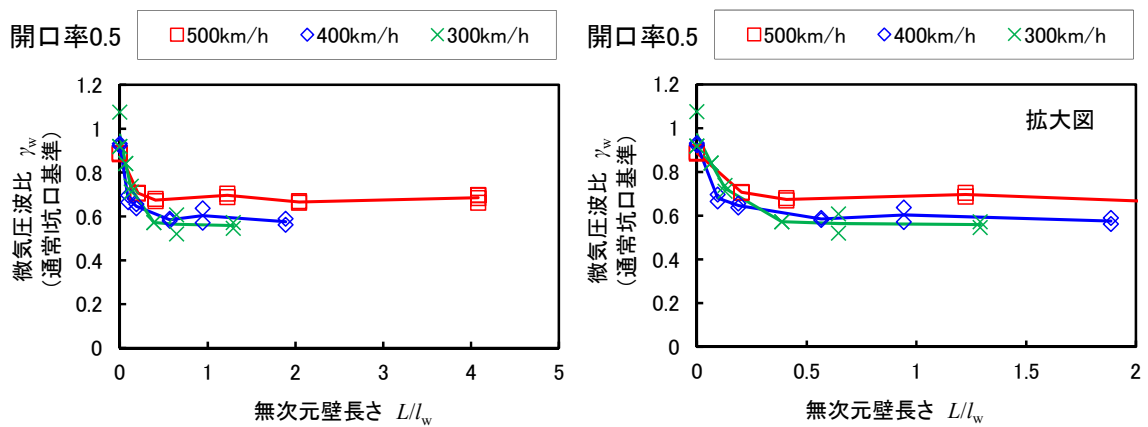 開口率0.5
500km/h 400km/h 300km/h
微気圧波比 γw
(通常坑口基準)
1.2
1
0.8
0.6
0.4
0.2
0
0 1 2 3 4 5
無次元壁長さ L/lw
開口率0.5
500km/h 400km/h 300km/h
拡大図
微気圧波比 γw
(通常坑口基準)
1.2
1
0.8
0.6
0.4
0.2
0
0 0.5 1 1.5 2
無次元壁長さ L/lw